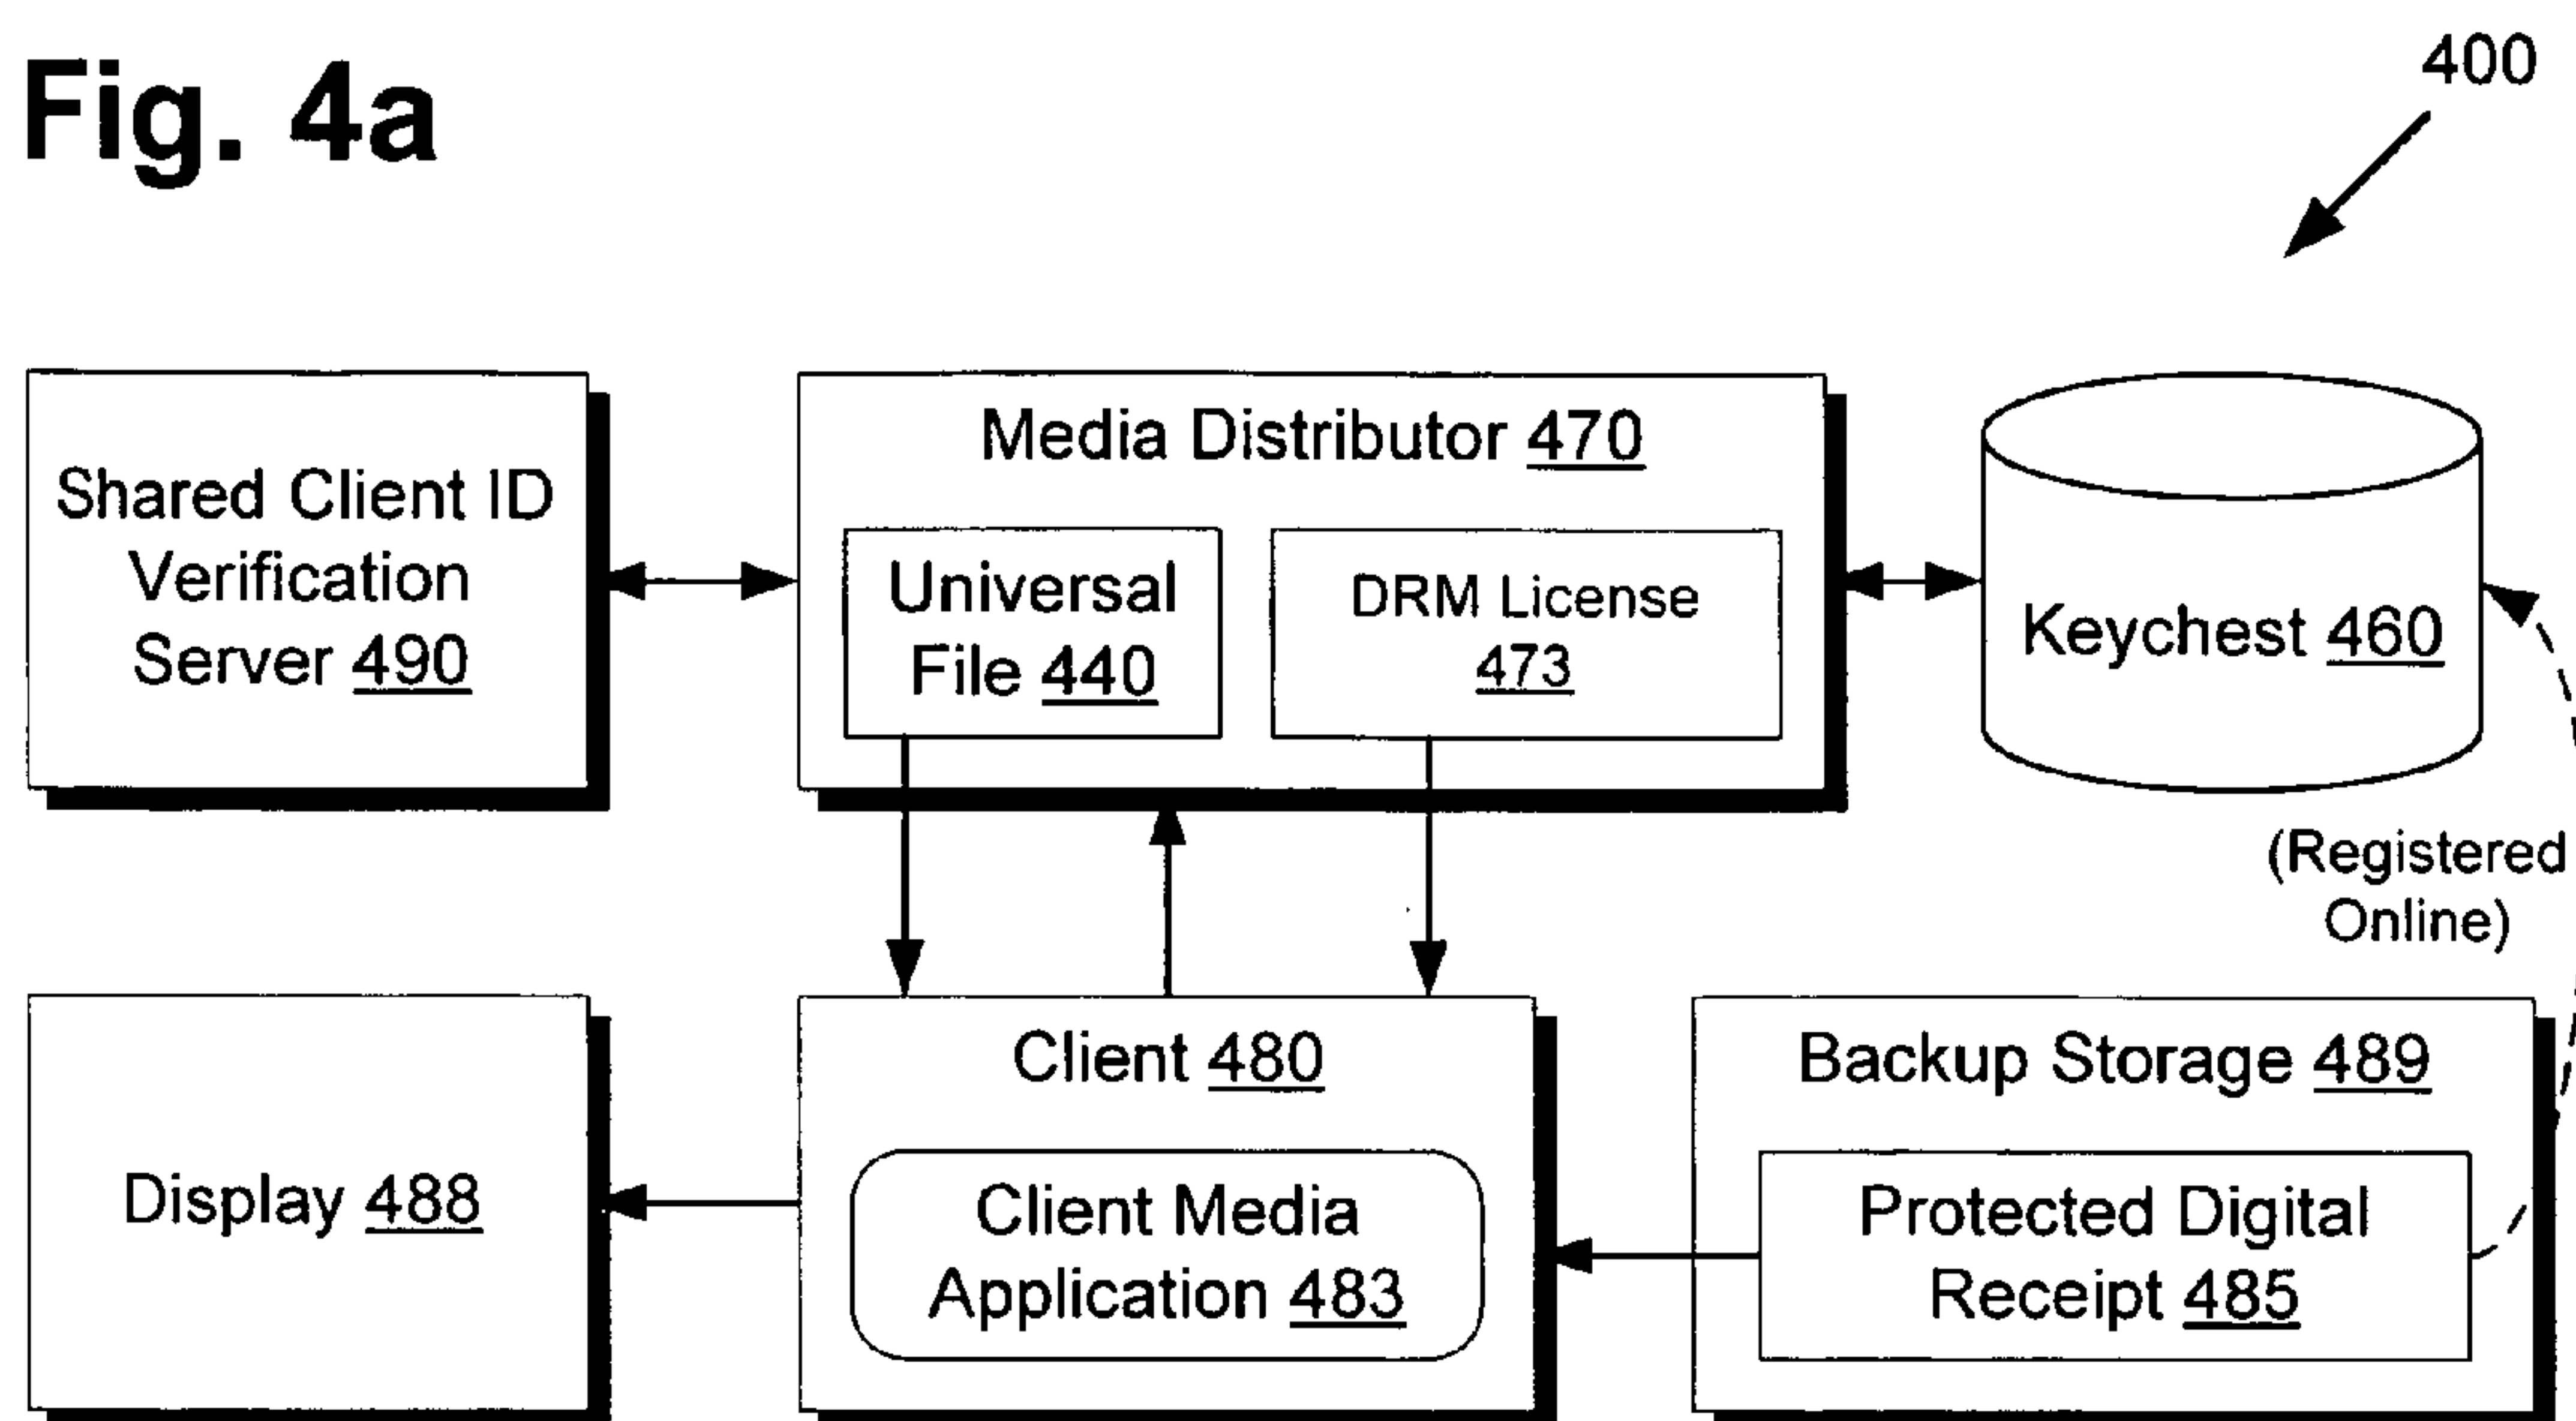 Fig. 4a
400
Shared Client ID
Verification
Server 490
Media Distributor 470
Universal
File 440
DRM License
473
Keychest 460
(Registered
Online)
Display 488
Client 480
Client Media
Application 483
Backup Storage 489
Protected Digital
Receipt 485